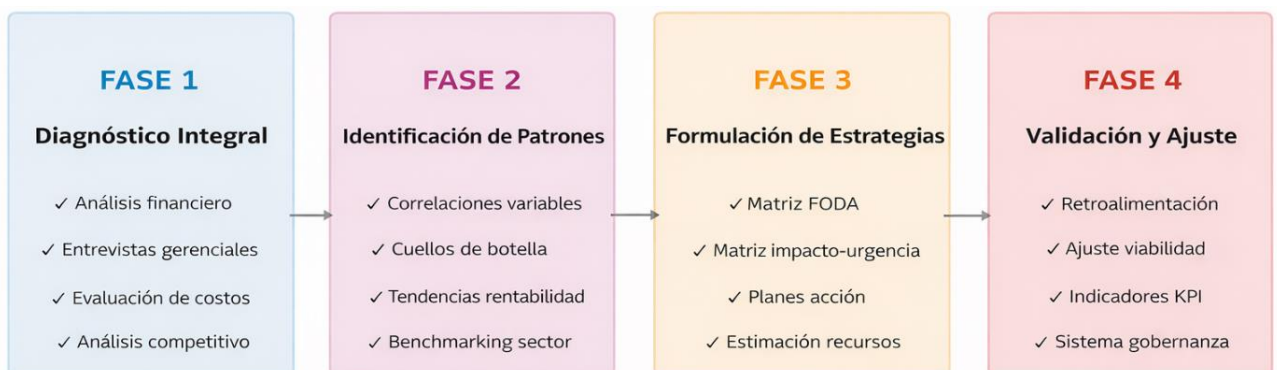 FASE 1
Diagnóstico Integral
✓ Análisis financiero
✓ Entrevistas gerenciales
✓ Evaluación de costos
✓ Análisis competitivo
FASE 2
Identificación de Patrones
✓ Correlaciones variables
✓ Cuellos de botella
✓ Tendencias rentabilidad
✓ Benchmarking sector
FASE 3
Formulación de Estrategias
✓ Matriz FODA
✓ Matriz impacto-urgencia
✓ Planes acción
✓ Estimación recursos
FASE 4
Validación y Ajuste
✓ Retroalimentación
✓ Ajuste viabilidad
✓ Indicadores KPI
✓ Sistema gobernanza